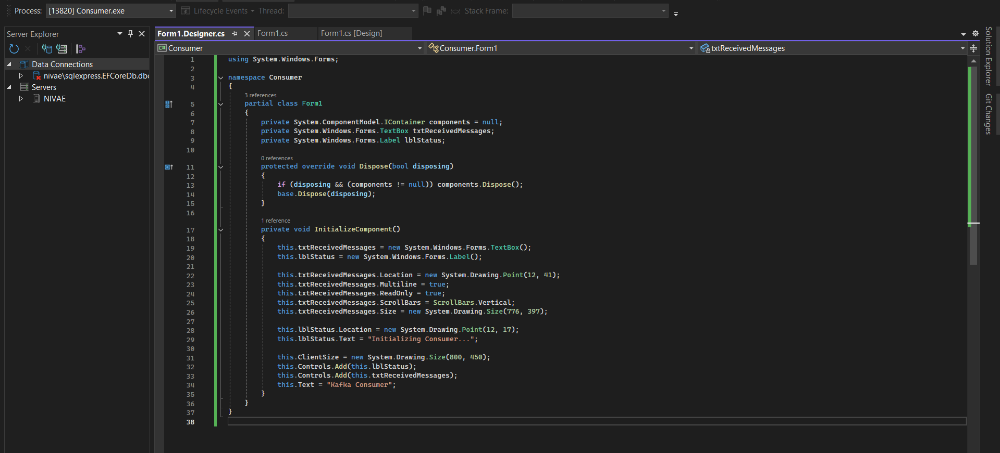 Process: [13820] Consumer.exe Lifecycle Events Thread: Stack Frame:
Server Explorer
Data Connections
nivae\sqlexpress.EFCoreDb.dbo
Servers
NIVAE
Form1.Designer.cs Form1.cs Form1.cs [Design]
C# Consumer Consumer.Form1 txtReceivedMessages
1 using System.Windows.Forms;
2
3 namespace Consumer
4 {
3 references
5 partial class Form1
6 {
7 private System.ComponentModel.IContainer components = null;
8 private System.Windows.Forms.TextBox txtReceivedMessages;
9 private System.Windows.Forms.Label lblStatus;
10
0 references
11 protected override void Dispose(bool disposing)
12 {
13 if (disposing && (components != null)) components.Dispose();
14 base.Dispose(disposing);
15 }
16
1 reference
17 private void InitializeComponent()
18 {
19 this.txtReceivedMessages = new System.Windows.Forms.TextBox();
20 this.lblStatus = new System.Windows.Forms.Label();
21
22 this.txtReceivedMessages.Location = new System.Drawing.Point(12, 41);
23 this.txtReceivedMessages.Multiline = true;
24 this.txtReceivedMessages.ReadOnly = true;
25 this.txtReceivedMessages.ScrollBars = ScrollBars.Vertical;
26 this.txtReceivedMessages.Size = new System.Drawing.Size(776, 397);
27
28 this.lblStatus.Location = new System.Drawing.Point(12, 17);
29 this.lblStatus.Text = "Initializing Consumer...";
30
31 this.ClientSize = new System.Drawing.Size(800, 450);
32 this.Controls.Add(this.lblStatus);
33 this.Controls.Add(this.txtReceivedMessages);
34 this.Text = "Kafka Consumer";
35 }
36 }
37 }
38
Solution Explorer
Git Changes